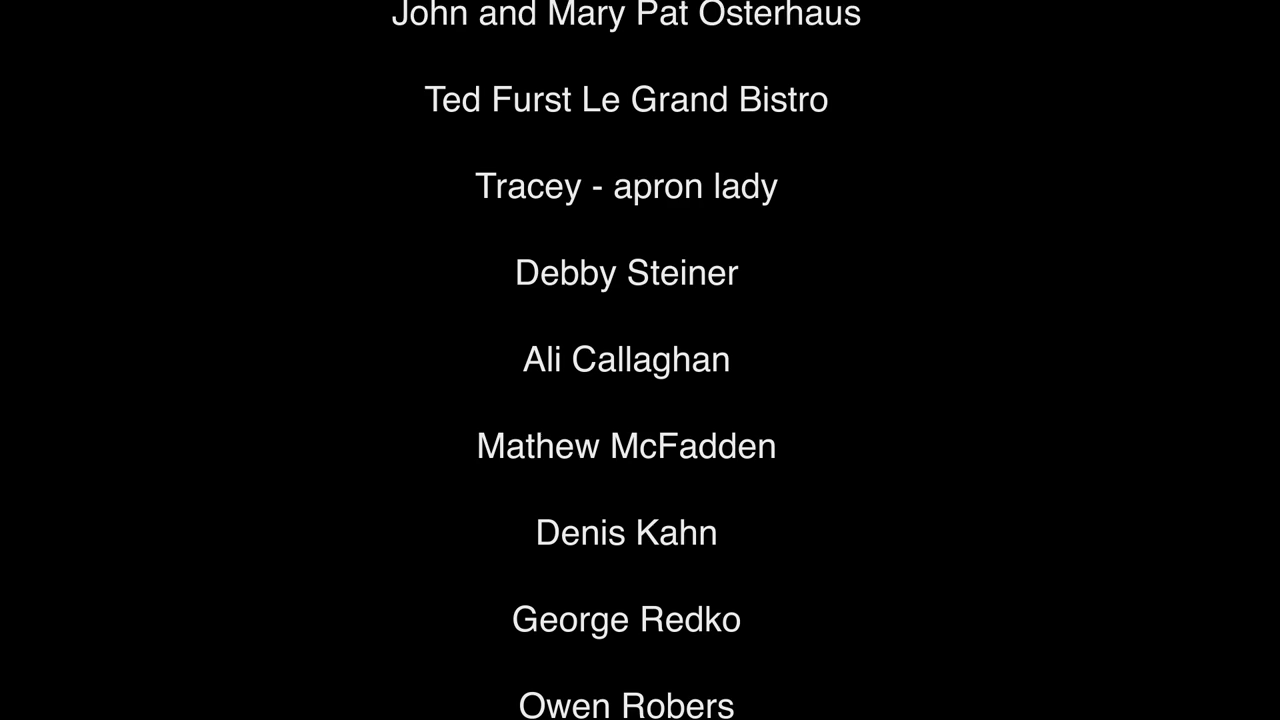 John and Mary Pat Osterhaus
Ted Furst Le Grand Bistro
Tracey - apron lady
Debby Steiner
Ali Callaghan
Mathew McFadden
Denis Kahn
George Redko
Owen Robers